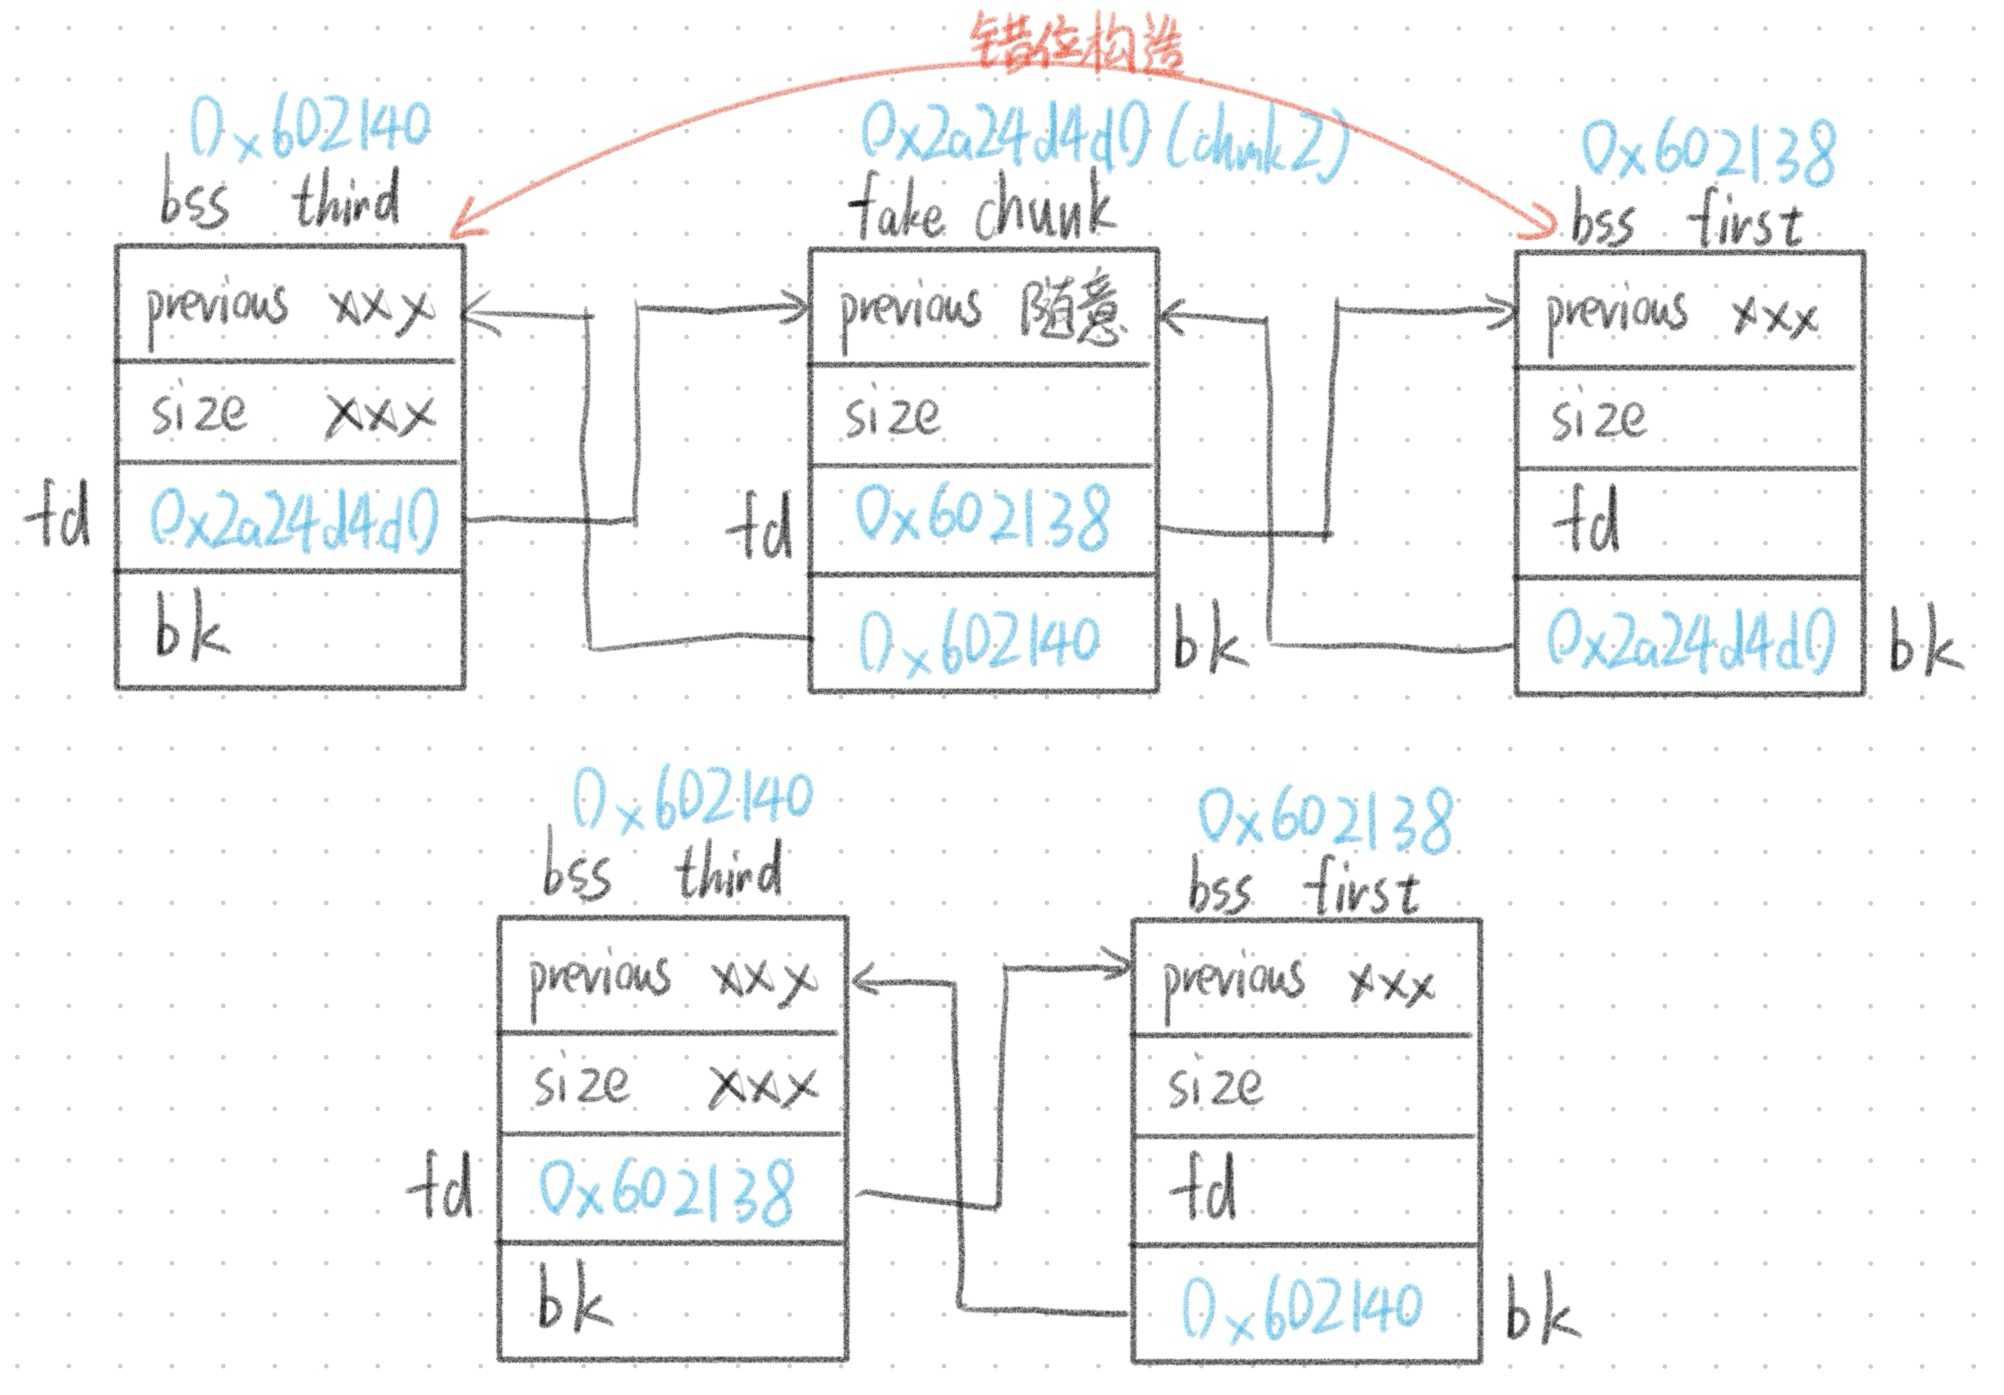 错位构造
0x602140
bss third
previous xxx
size xxx
fd 0x2a24d4d0
bk
0x2a24d4d0 (chunk2)
fake chunk
previous 随意
size
fd 0x602138
0x602140 bk
0x602138
bss first
previous xxx
size
fd
0x2a24d4d0 bk
0x602140
bss third
previous xxx
size xxx
fd 0x602138
bk
0x602138
bss first
previous xxx
size
fd
0x602140 bk